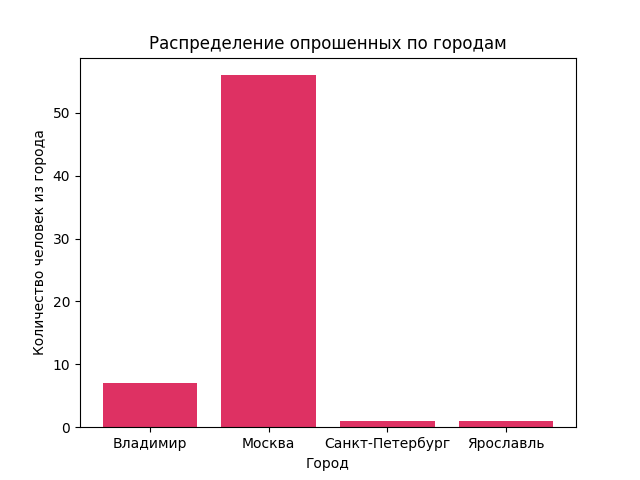 Распределение опрошенных по городам
Количество человек из города
50
40
30
20
10
0
Владимир
Москва
Санкт-Петербург
Ярославль
Город